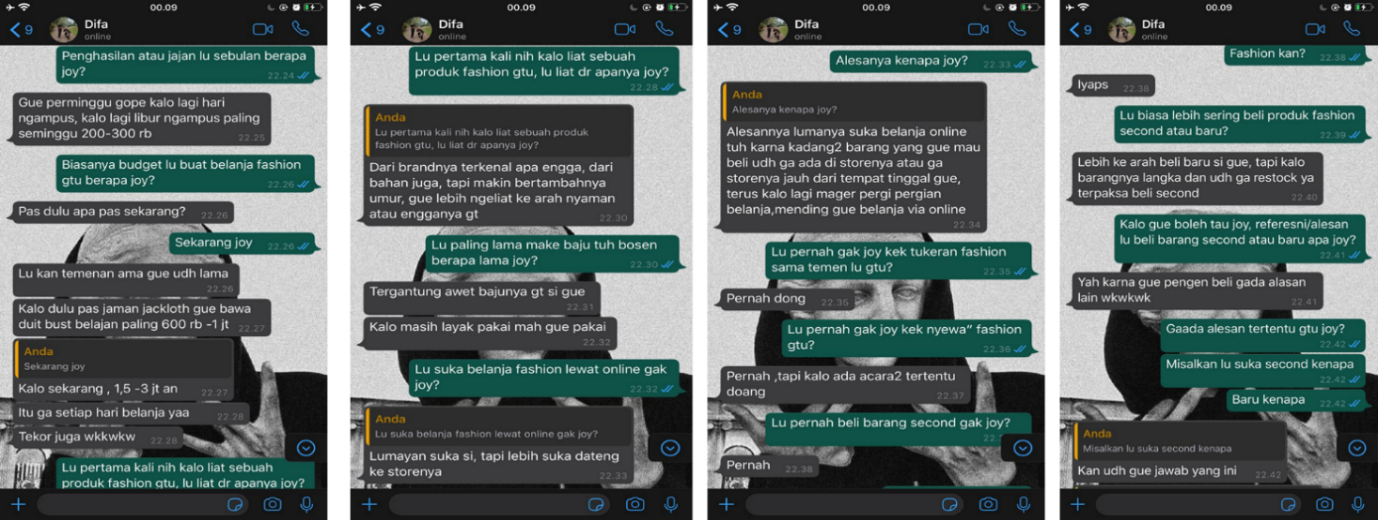 00.09
9
Difa
online
Penghasilan atau jajan lu sebulan berapa
joy?
22.24
Gue perminggu gope kalo lagi hari
ngampus, kalo lagi libur ngampus paling
seminggu 200-300 rb
22.25
Biasanya budget lu buat belanja fashion
gtu berapa joy?
22.26
Pas dulu apa pas sekarang? 22.26
Sekarang joy 22.26
Lu kan temenan ama gue udh lama
22.26
Kalo dulu pas jaman jackloth gue bawa
duit bust belajan paling 600 rb -1 jt 22.27
Anda
Sekarang joy
Kalo sekarang , 1,5 -3 jt an 22.27
Itu ga setiap hari belanja yaa 22.28
Tekor juga wkkwkw 22.28
Lu pertama kali nih kalo liat sebuah
produk fashion gtu, lu liat dr apanya joy?
00.09
9
Difa
online
Lu pertama kali nih kalo liat sebuah
produk fashion gtu, lu liat dr apanya joy?
22.28
Anda
Lu pertama kali nih kalo liat sebuah produk
fashion gtu, lu liat dr apanya joy?
Dari brandnya terkenal apa engga, dari
bahan juga, tapi makin bertambahnya
umur, gue lebih ngeliat ke arah nyaman
atau engganya gt 22.30
Lu paling lama make baju tuh bosen
berapa lama joy? 22.30
Tergantung awet bajunya gt si gue
22.31
Kalo masih layak pakai mah gue pakai
22.32
Lu suka belanja fashion lewat online gak
joy? 22.32
Anda
Lu suka belanja fashion lewat online gak joy?
Lumayan suka si, tapi lebih suka dateng
ke storenya 22.33
00.09
9
Difa
online
Alesanya kenapa joy? 22.33
Anda
Alesanya kenapa joy?
Alesannya lumanya suka belanja online
tuh karna kadang2 barang yang gue mau
beli udh ga ada di storenya atau ga
storenya jauh dari tempat tinggal gue,
terus kalo lagi mager pergi pergian
belanja,mending gue belanja via online
22.34
Lu pernah gak joy kek tukeran fashion
sama temen lu gtu? 22.35
Pernah dong 22.35
Lu pernah gak joy kek nyewa" fashion
gtu? 22.36
Pernah ,tapi kalo ada acara2 tertentu
doang 22.37
Lu pernah beli barang second gak joy?
Pernah 22.38
00.09
9
Difa
online
Fashion kan? 22.38
Iyaps 22.38
Lu biasa lebih sering beli produk fashion
second atau baru? 22.39
Lebih ke arah beli baru si gue, tapi kalo
barangnya langka dan udh ga restock ya
terpaksa beli second 22.40
Kalo gue boleh tau joy, referesni/alesan
lu beli barang second atau baru apa joy?
22.41
Yah karna gue pengen beli gada alasan
lain wkwkwk 22.41
Gaada alesan tertentu gtu joy?
22.42
Misalkan lu suka second kenapa
22.42
Baru kenapa 22.42
Anda
Misalkan lu suka second kenapa
Kan udh gue jawab yang ini 22.42